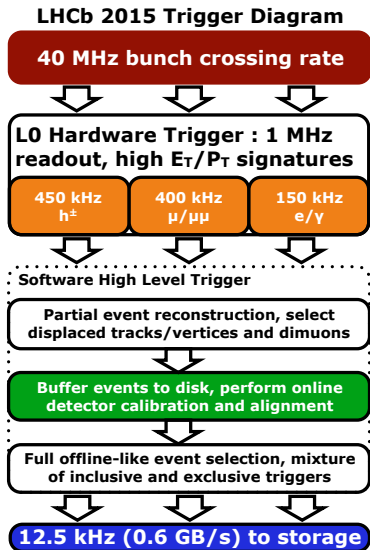 LHCb 2015 Trigger Diagram
40 MHz bunch crossing rate
L0 Hardware Trigger : 1 MHz
readout, high E_T/P_T signatures
450 kHz
h±
400 kHz
μ/μμ
150 kHz
e/γ
Software High Level Trigger
Partial event reconstruction, select
displaced tracks/vertices and dimuons
Buffer events to disk, perform online
detector calibration and alignment
Full offline-like event selection, mixture
of inclusive and exclusive triggers
12.5 kHz (0.6 GB/s) to storage